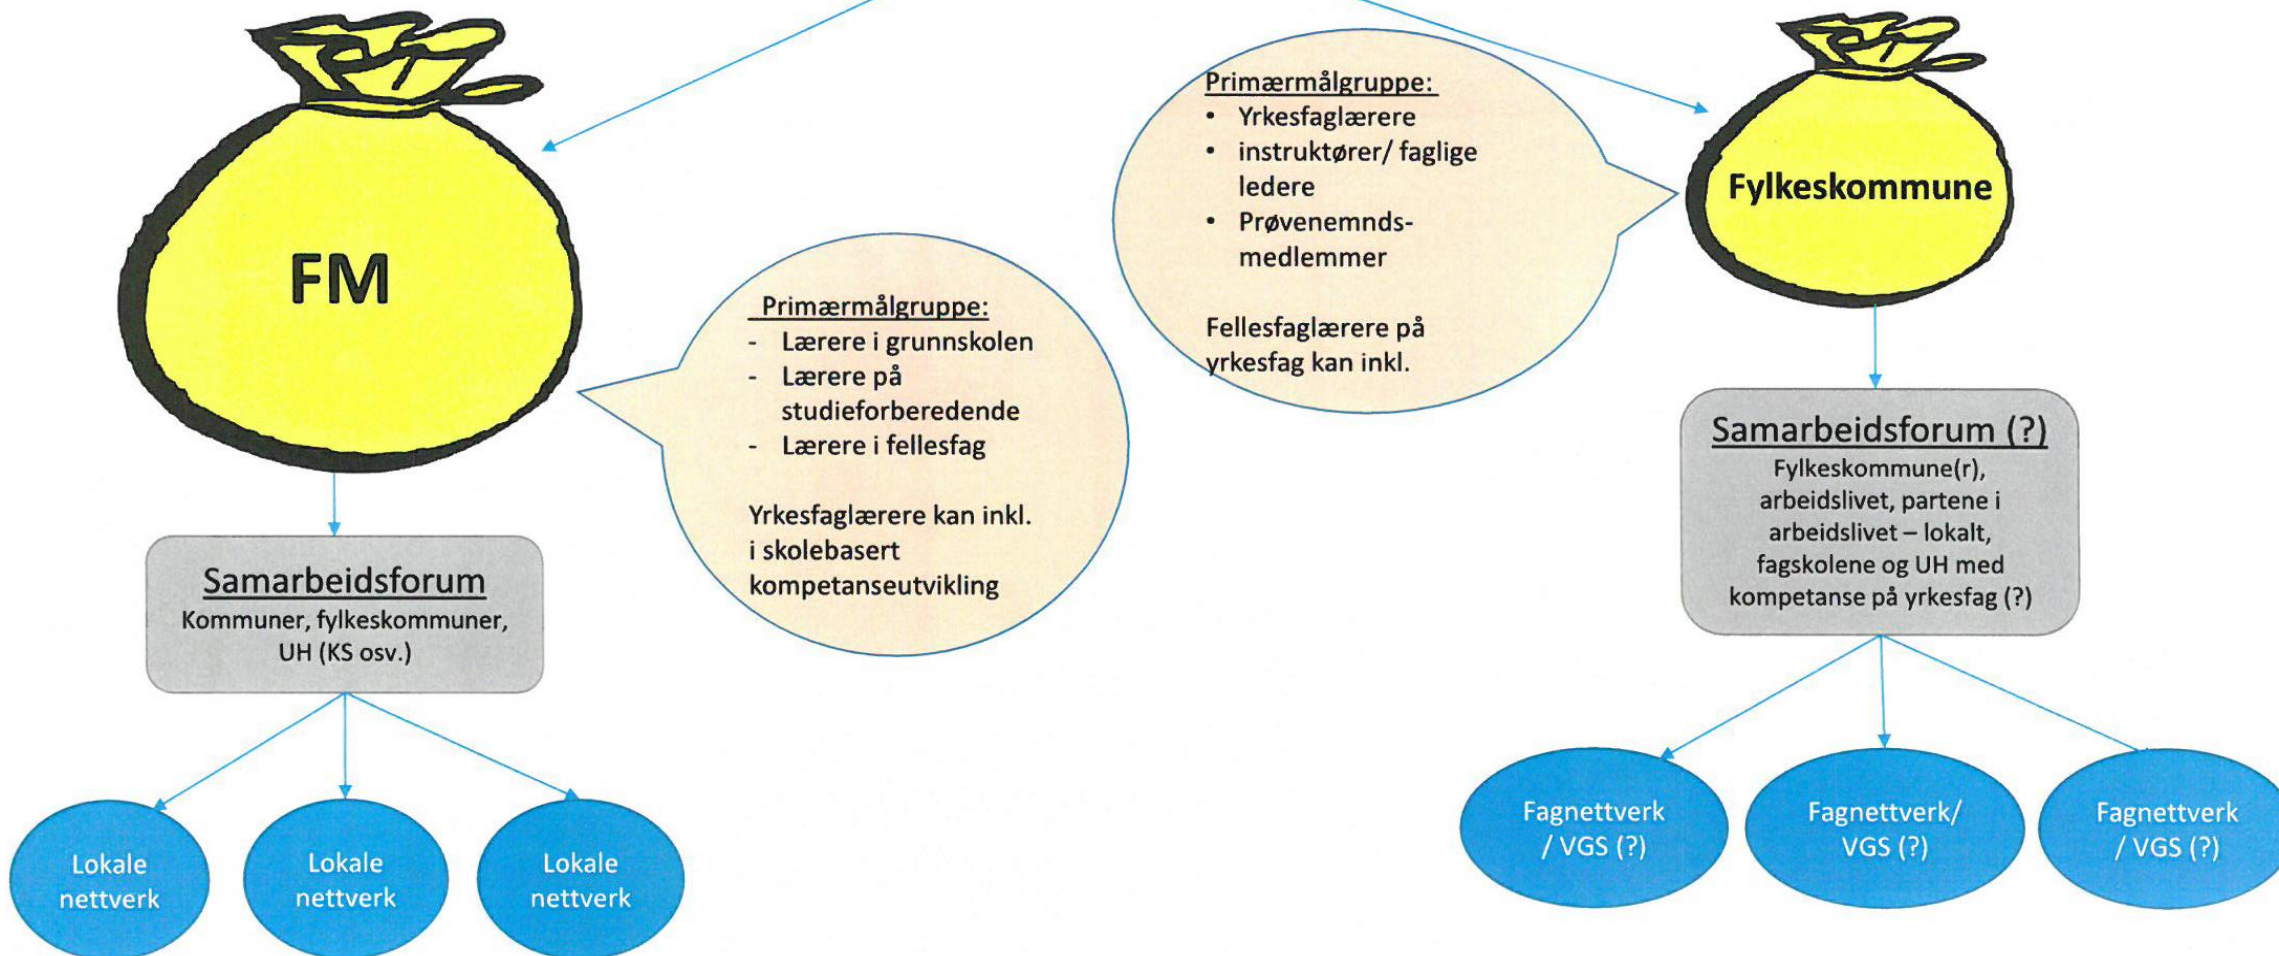 FM
Primærmålgruppe:
- Lærere i grunnskolen
- Lærere på
studieforberedende
- Lærere i fellesfag
Yrkesfaglærere kan inkl.
i skolebasert
kompetanseutvikling
Samarbeidsforum
Kommuner, fylkeskommuner,
UH (KS osv.)
Lokale
nettverk
Lokale
nettverk
Lokale
nettverk
Primærmålgruppe:
• Yrkesfaglærere
• instruktører/ faglige
ledere
• Prøvenemnds-
medlemmer
Fellesfaglærere på
yrkesfag kan inkl.
Fylkeskommune
Samarbeidsforum (?)
Fylkeskommune(r),
arbeidslivet, partene i
arbeidslivet – lokalt,
fagskolene og UH med
kompetanse på yrkesfag (?)
Fagnettverk
/ VGS (?)
Fagnettverk/
VGS (?)
Fagnettverk
/ VGS (?)